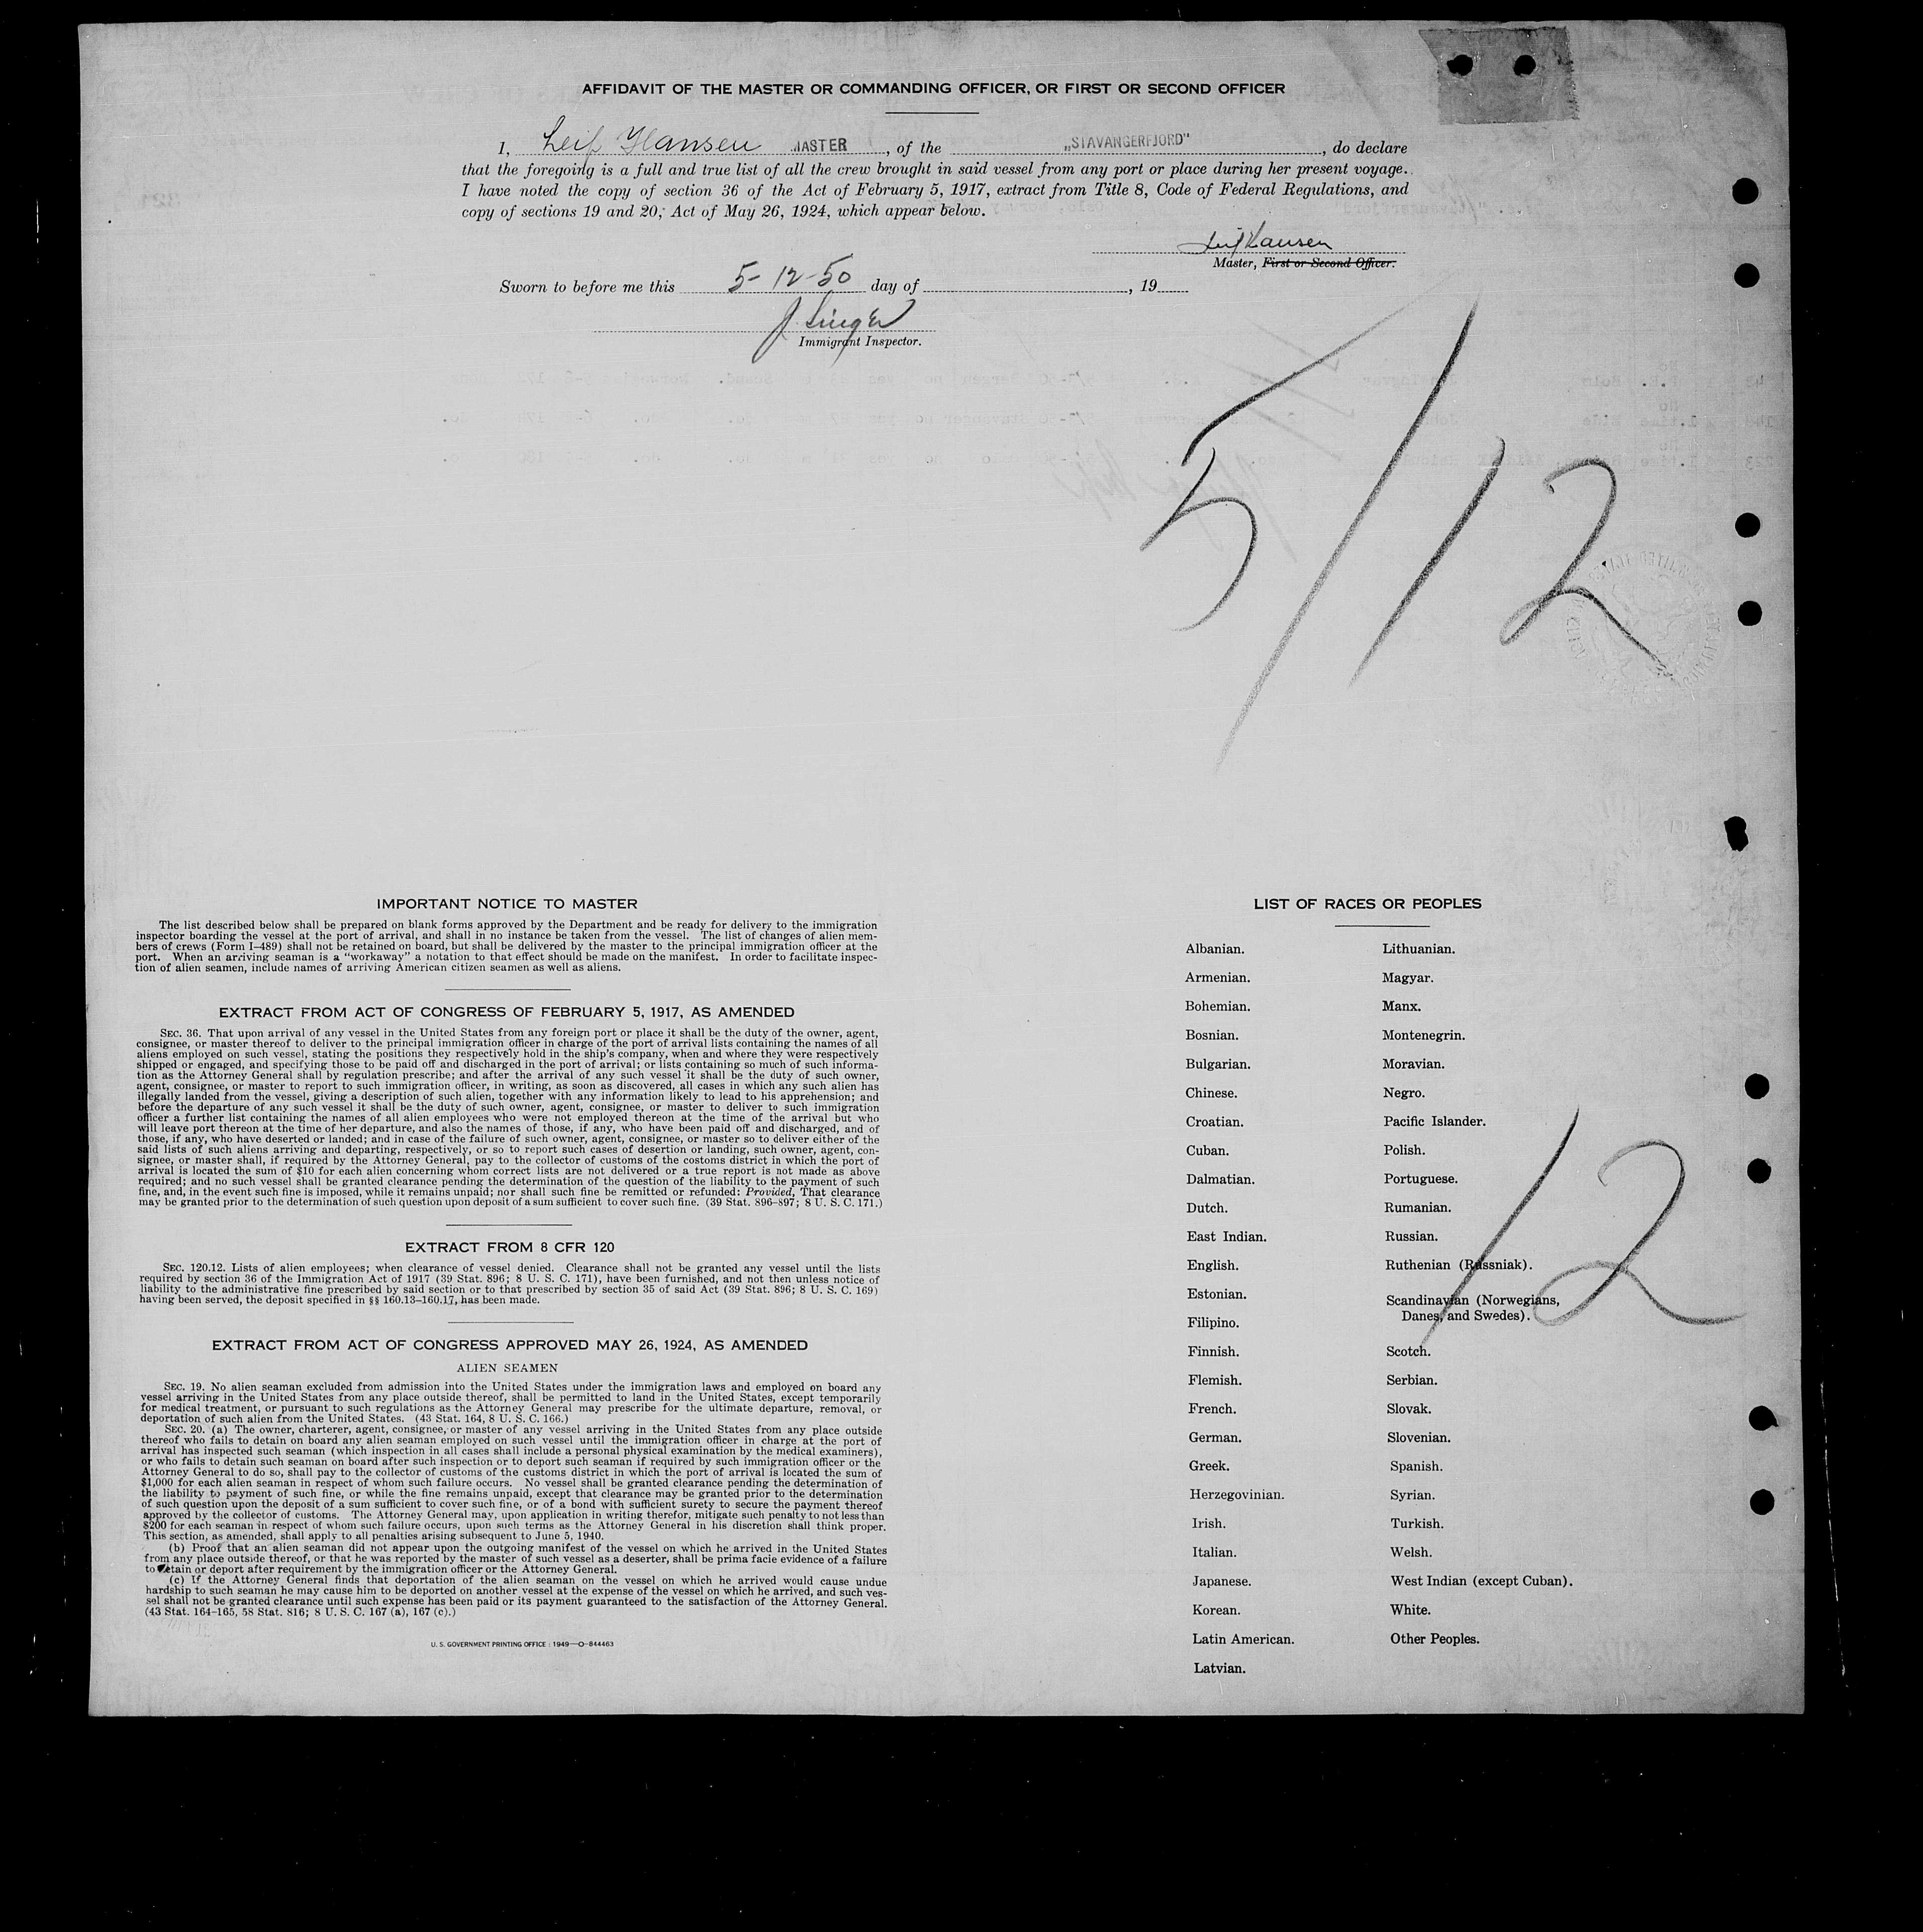 AFFIDAVIT OF THE MASTER OR COMMANDING OFFICER, OR FIRST OR SECOND OFFICER
I, Leif Hansen MASTER, of the „STAVANGERFJORD", do declare
that the foregoing is a full and true list of all the crew brought in said vessel from any port or place during her present voyage.
I have noted the copy of section 36 of the Act of February 5, 1917, extract from Title 8, Code of Federal Regulations, and
copy of sections 19 and 20, Act of May 26, 1924, which appear below.
Leif Hansen
Master, First or Second Officer.
Sworn to before me this 5-12-50 day of , 19
J Singer
Immigrant Inspector.
5/12
IMPORTANT NOTICE TO MASTER
The list described below shall be prepared on blank forms approved by the Department and be ready for delivery to the immigration
inspector boarding the vessel at the port of arrival, and shall in no instance be taken from the vessel. The list of changes of alien mem-
bers of crews (Form I–489) shall not be retained on board, but shall be delivered by the master to the principal immigration officer at the
port. When an arriving seaman is a "workaway" a notation to that effect should be made on the manifest. In order to facilitate inspec-
tion of alien seamen, include names of arriving American citizen seamen as well as aliens.
EXTRACT FROM ACT OF CONGRESS OF FEBRUARY 5, 1917, AS AMENDED
SEC. 36. That upon arrival of any vessel in the United States from any foreign port or place it shall be the duty of the owner, agent,
consignee, or master thereof to deliver to the principal immigration officer in charge of the port of arrival lists containing the names of all
aliens employed on such vessel, stating the positions they respectively hold in the ship's company, when and where they were respectively
shipped or engaged, and specifying those to be paid off and discharged in the port of arrival; or lists containing so much of such informa-
tion as the Attorney General shall by regulation prescribe; and after the arrival of any such vessel it shall be the duty of such owner,
agent, consignee, or master to report to such immigration officer, in writing, as soon as discovered, all cases in which any such alien has
illegally landed from the vessel, giving a description of such alien, together with any information likely to lead to his apprehension; and
before the departure of any such vessel it shall be the duty of such owner, agent, consignee, or master to deliver to such immigration
officer a further list containing the names of all alien employees who were not employed thereon at the time of the arrival but who
will leave port thereon at the time of her departure, and also the names of those, if any, who have been paid off and discharged, and of
those, if any, who have deserted or landed; and in case of the failure of such owner, agent, consignee, or master so to deliver either of the
said lists of such aliens arriving and departing, respectively, or so to report such cases of desertion or landing, such owner, agent, con-
signee, or master shall, if required by the Attorney General, pay to the collector of customs of the customs district in which the port of
arrival is located the sum of $10 for each alien concerning whom correct lists are not delivered or a true report is not made as above
required; and no such vessel shall be granted clearance pending the determination of the question of the liability to the payment of such
fine, and, in the event such fine is imposed, while it remains unpaid; nor shall such fine be remitted or refunded: Provided, That clearance
may be granted prior to the determination of such question upon deposit of a sum sufficient to cover such fine. (39 Stat. 896–897; 8 U. S. C. 171.)
EXTRACT FROM 8 CFR 120
SEC. 120.12. Lists of alien employees; when clearance of vessel denied. Clearance shall not be granted any vessel until the lists
required by section 36 of the Immigration Act of 1917 (39 Stat. 896; 8 U. S. C. 171), have been furnished, and not then unless notice of
liability to the administrative fine prescribed by said section or to that prescribed by section 35 of said Act (39 Stat. 896; 8 U. S. C. 169)
having been served, the deposit specified in §§ 160.13–160.17, has been made.
EXTRACT FROM ACT OF CONGRESS APPROVED MAY 26, 1924, AS AMENDED
ALIEN SEAMEN
SEC. 19. No alien seaman excluded from admission into the United States under the immigration laws and employed on board any
vessel arriving in the United States from any place outside thereof, shall be permitted to land in the United States, except temporarily
for medical treatment, or pursuant to such regulations as the Attorney General may prescribe for the ultimate departure, removal, or
deportation of such alien from the United States. (43 Stat. 164, 8 U. S. C. 166.)
SEC. 20. (a) The owner, charterer, agent, consignee, or master of any vessel arriving in the United States from any place outside
thereof who fails to detain on board any alien seaman employed on such vessel until the immigration officer in charge at the port of
arrival has inspected such seaman (which inspection in all cases shall include a personal physical examination by the medical examiners),
or who fails to detain such seaman on board after such inspection or to deport such seaman if required by such immigration officer or the
Attorney General to do so, shall pay to the collector of customs of the customs district in which the port of arrival is located the sum of
$1,000 for each alien seaman in respect of whom such failure occurs. No vessel shall be granted clearance pending the determination of
the liability to payment of such fine, or while the fine remains unpaid, except that clearance may be granted prior to the determination
of such question upon the deposit of a sum sufficient to cover such fine, or of a bond with sufficient surety to secure the payment thereof
approved by the collector of customs. The Attorney General may, upon application in writing therefor, mitigate such penalty to not less than
$200 for each seaman in respect of whom such failure occurs, upon such terms as the Attorney General in his discretion shall think proper.
This section, as amended, shall apply to all penalties arising subsequent to June 5, 1940.
(b) Proof that an alien seaman did not appear upon the outgoing manifest of the vessel on which he arrived in the United States
from any place outside thereof, or that he was reported by the master of such vessel as a deserter, shall be prima facie evidence of a failure
to detain or deport after requirement by the immigration officer or the Attorney General.
(c) If the Attorney General finds that deportation of the alien seaman on the vessel on which he arrived would cause undue
hardship to such seaman he may cause him to be deported on another vessel at the expense of the vessel on which he arrived, and such ves-
sel shall not be granted clearance until such expense has been paid or its payment guaranteed to the satisfaction of the Attorney General.
(43 Stat. 164–165, 58 Stat. 816; 8 U. S. C. 167 (a), 167 (c).)
U. S. GOVERNMENT PRINTING OFFICE : 1949—O-844463
LIST OF RACES OR PEOPLES
Albanian.
Armenian.
Bohemian.
Bosnian.
Bulgarian.
Chinese.
Croatian.
Cuban.
Dalmatian.
Dutch.
East Indian.
English.
Estonian.
Filipino.
Finnish.
Flemish.
French.
German.
Greek.
Herzegovinian.
Irish.
Italian.
Japanese.
Korean.
Latin American.
Latvian.
Lithuanian.
Magyar.
Manx.
Montenegrin.
Moravian.
Negro.
Pacific Islander.
Polish.
Portuguese.
Rumanian.
Russian.
Ruthenian (Russniak).
Scandinavian (Norwegians,
Danes, and Swedes).
Scotch.
Serbian.
Slovak.
Slovenian.
Spanish.
Syrian.
Turkish.
Welsh.
West Indian (except Cuban).
White.
Other Peoples.
12